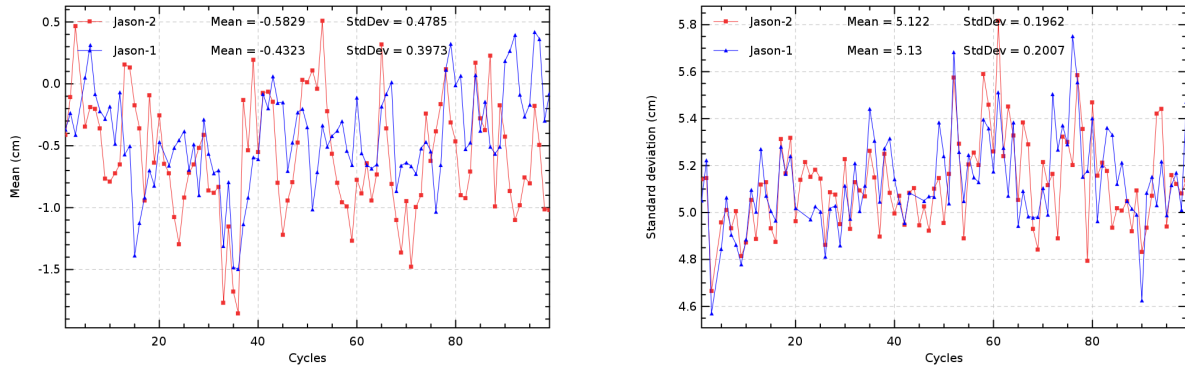 Jason-2 Mean = -0.5829 StdDev = 0.4785
Jason-1 Mean = -0.4323 StdDev = 0.3973
0.5
0.0
-0.5
-1.0
-1.5
Mean (cm)
20 40 60 80
Cycles
Jason-2 Mean = 5.122 StdDev = 0.1962
Jason-1 Mean = 5.13 StdDev = 0.2007
5.8
5.6
5.4
5.2
5.0
4.8
4.6
Standard deviation (cm)
20 40 60 80
Cycles